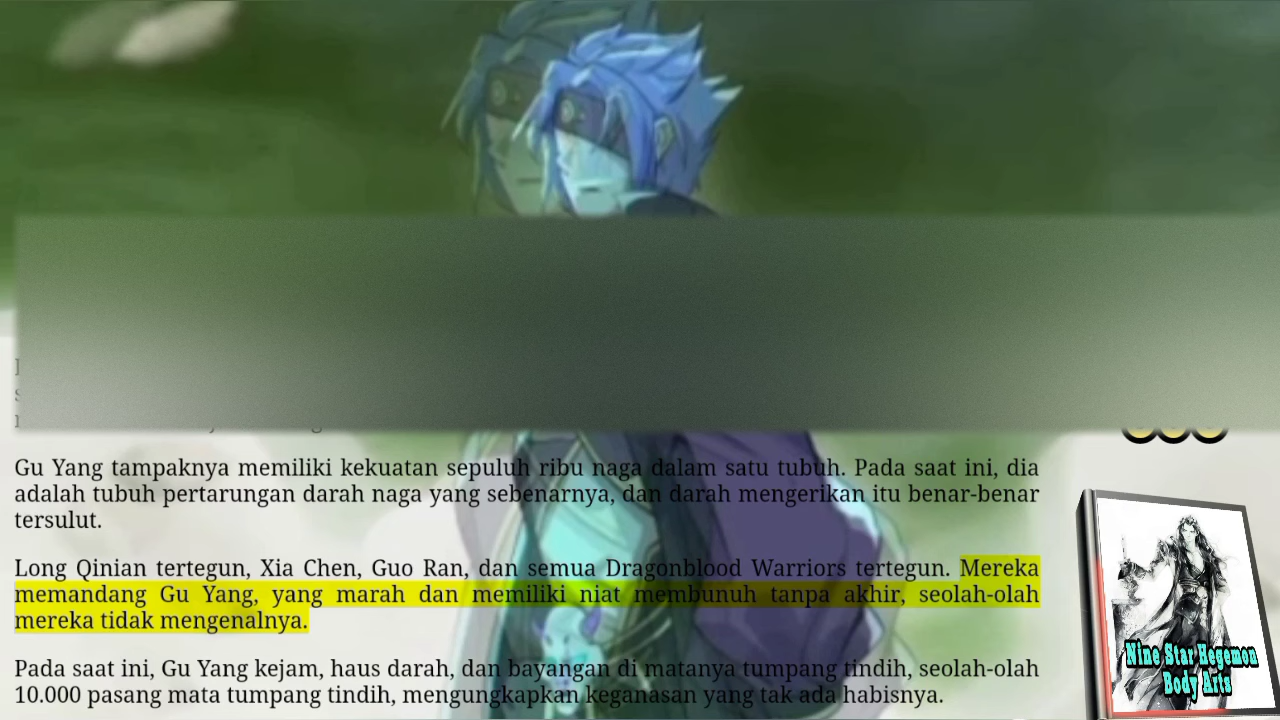 Gu Yang tampaknya memiliki kekuatan sepuluh ribu naga dalam satu tubuh. Pada saat ini, dia
adalah tubuh pertarungan darah naga yang sebenarnya, dan darah mengerikan itu benar-benar
tersulut.
Long Qinian tertegun, Xia Chen, Guo Ran, dan semua Dragonblood Warriors tertegun. Mereka
memandang Gu Yang, yang marah dan memiliki niat membunuh tanpa akhir, seolah-olah
mereka tidak mengenalnya.
Pada saat ini, Gu Yang kejam, haus darah, dan bayangan di matanya tumpang tindih, seolah-olah
10.000 pasang mata tumpang tindih, mengungkapkan keganasan yang tak ada habisnya.
Nine Star Hegemon
Body Arts